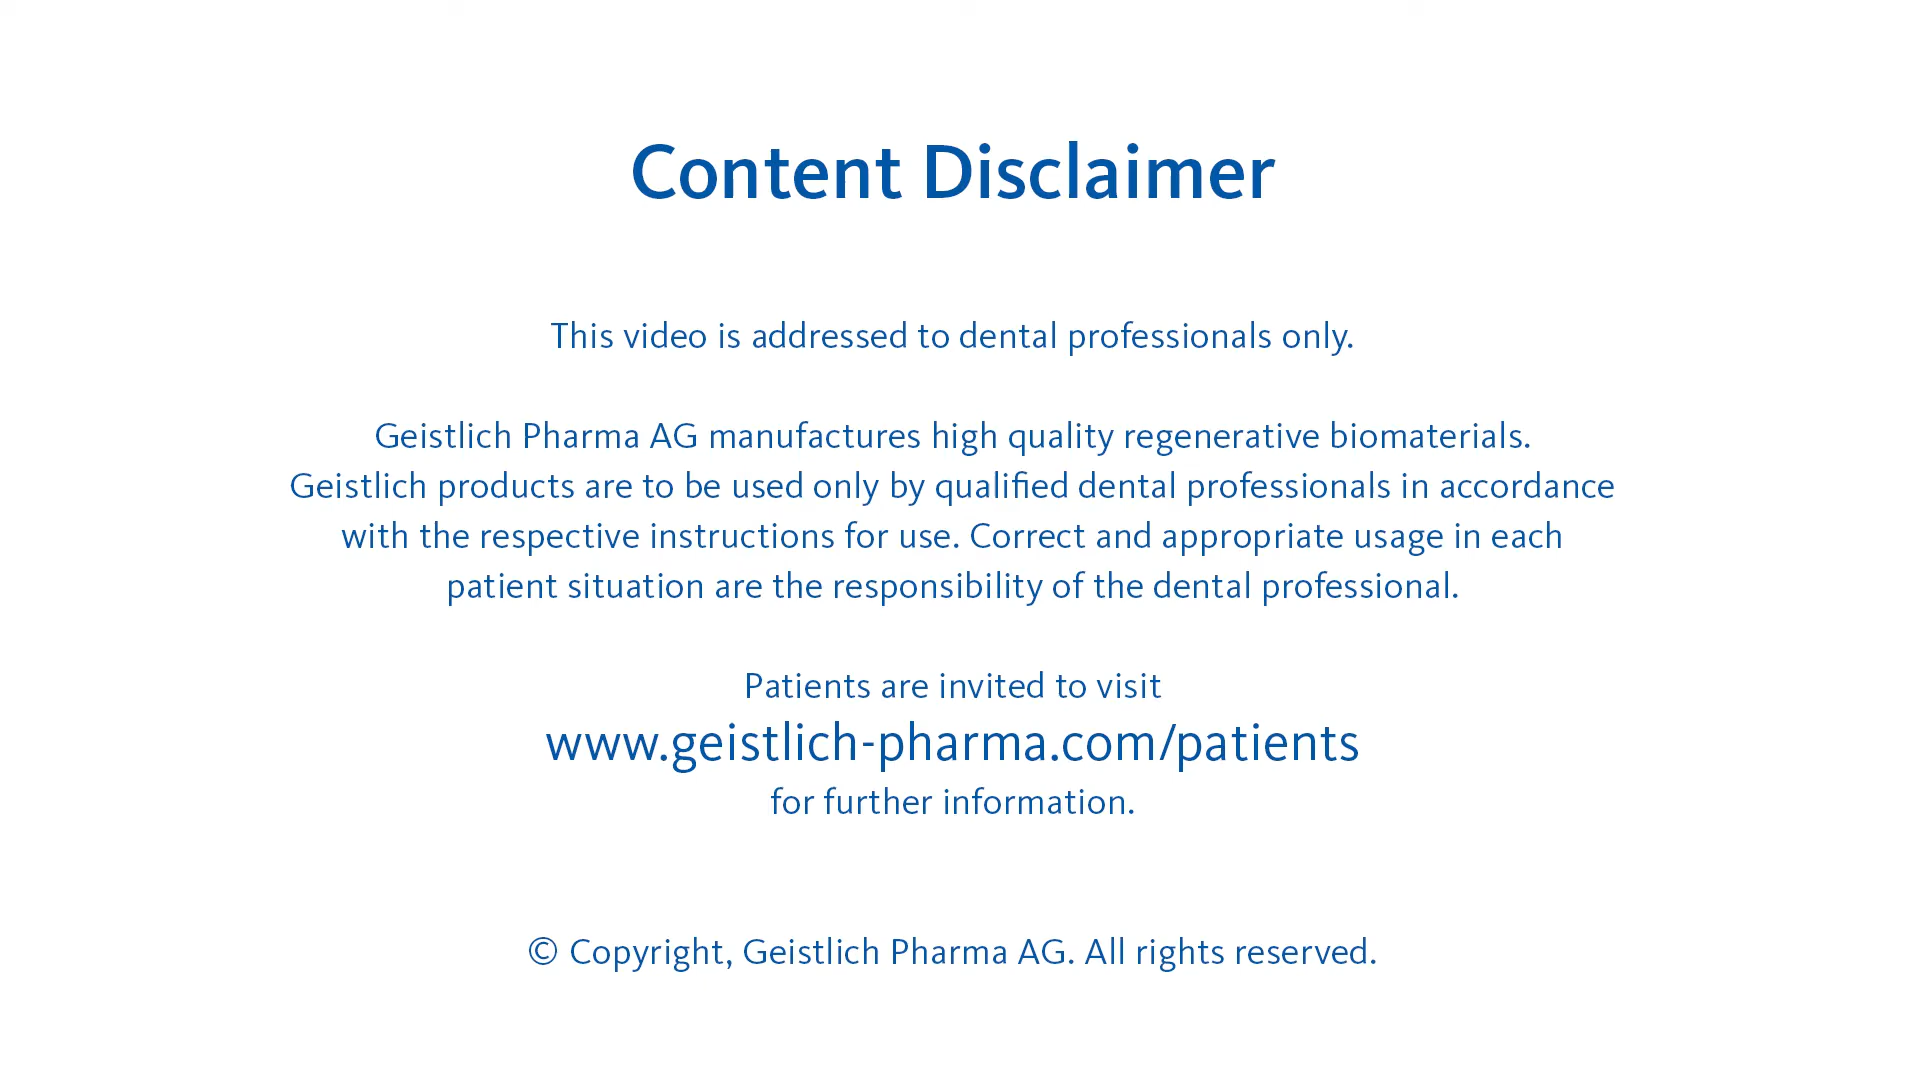 Content Disclaimer
This video is addressed to dental professionals only.
Geistlich Pharma AG manufactures high quality regenerative biomaterials.
Geistlich products are to be used only by qualified dental professionals in accordance
with the respective instructions for use. Correct and appropriate usage in each
patient situation are the responsibility of the dental professional.
Patients are invited to visit
www.geistlich-pharma.com/patients
for further information.
© Copyright, Geistlich Pharma AG. All rights reserved.